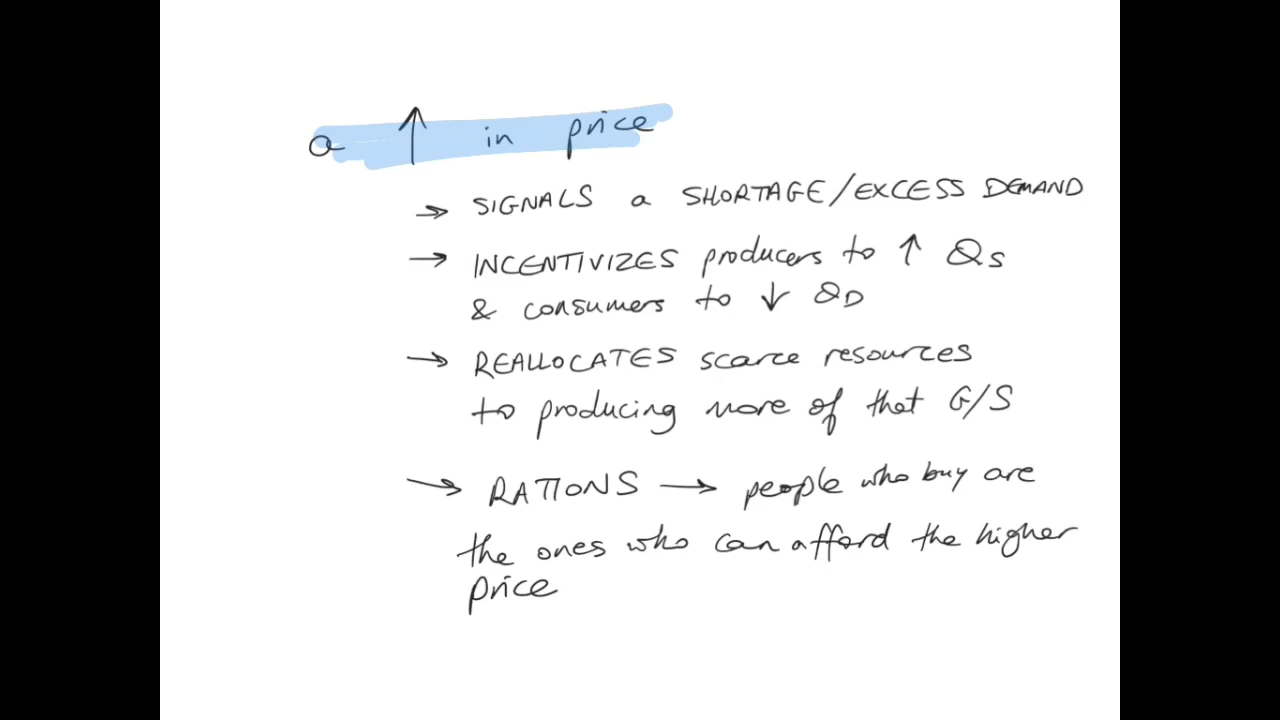 a ↑ in price
→ SIGNALS a SHORTAGE/EXCESS DEMAND
→ INCENTIVIZES producers to ↑ Qs
& consumers to ↓ QD
→ REALLOCATES scarce resources
to producing more of that G/S
→ RATIONS → people who buy are
the ones who can afford the higher
price